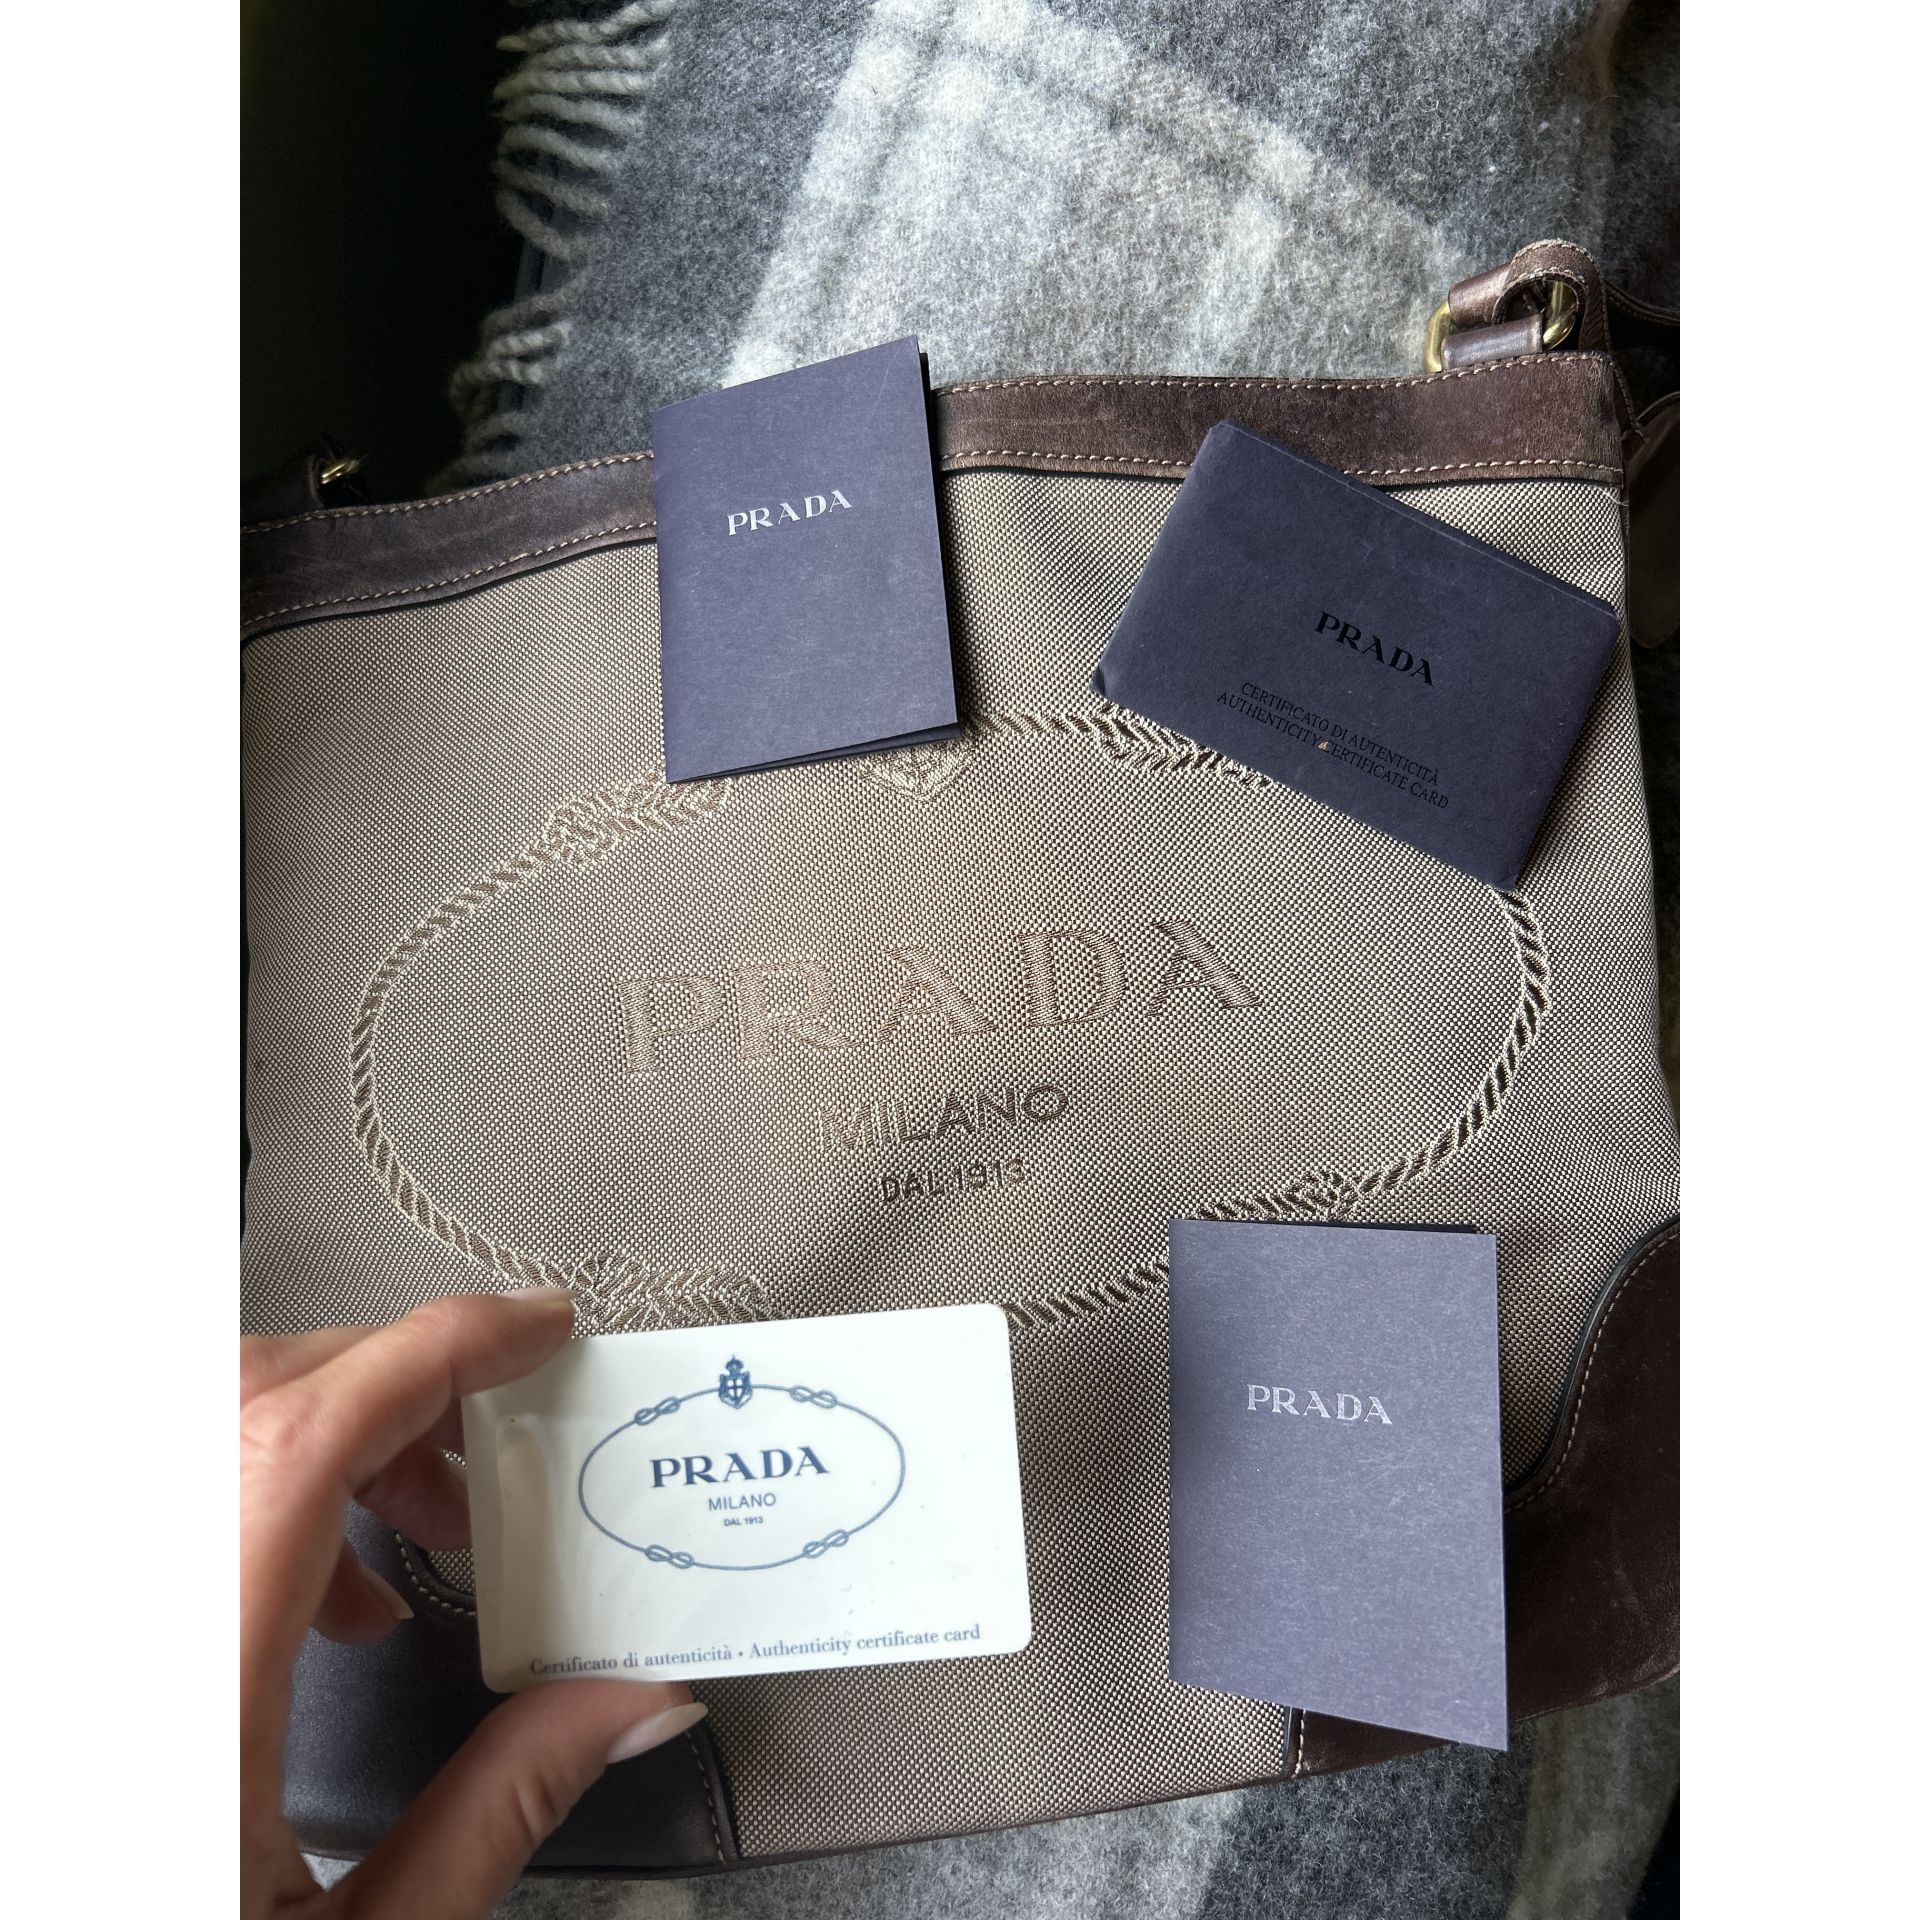 PRADA
PRADA
CERTIFICATO DI AUTENTICITÀ
AUTHENTICITY CERTIFICATE CARD
PRADA
MILANO
DAL 1913
PRADA
MILANO
DAL 1913
Certificato di autenticità • Authenticity certificate card
PRADA